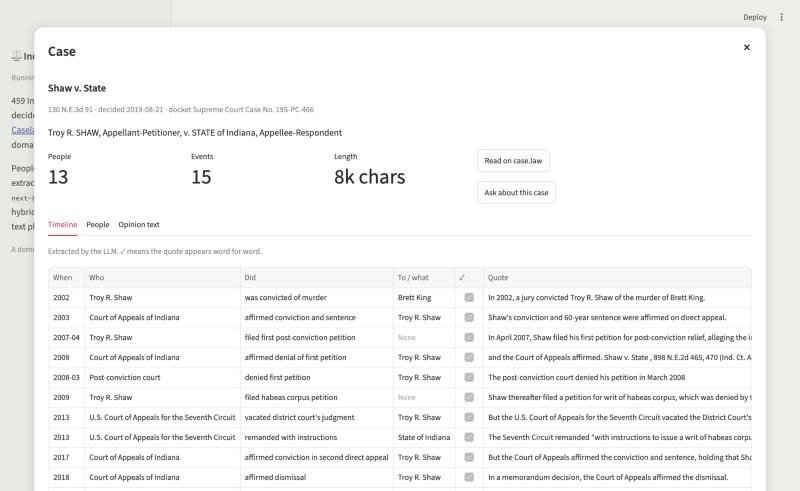 Deploy
Case
Shaw v. State
130 N.E.3d 91 · decided 2019-08-21 · docket Supreme Court Case No. 19S-PC-466
Troy R. SHAW, Appellant-Petitioner, v. STATE of Indiana, Appellee-Respondent
People Events Length
13 15 8k chars
Read on case.law
Ask about this case
Timeline People Opinion text
Extracted by the LLM. ✓ means the quote appears word for word.
When Who Did To / what ✓ Quote
2002 Troy R. Shaw was convicted of murder Brett King In 2002, a jury convicted Troy R. Shaw of the murder of Brett King.
2003 Court of Appeals of Indiana affirmed conviction and sentence Troy R. Shaw Shaw's conviction and 60-year sentence were affirmed on direct appeal.
2007-04 Troy R. Shaw filed first post-conviction petition None In April 2007, Shaw filed his first petition for post-conviction relief, alleging the
2008 Court of Appeals of Indiana affirmed denial of first petition Troy R. Shaw and the Court of Appeals affirmed. Shaw v. State , 898 N.E.2d 465, 470 (Ind. Ct. A
2008-03 Post-conviction court denied first petition Troy R. Shaw The post-conviction court denied his petition in March 2008
2009 Troy R. Shaw filed habeas corpus petition None Shaw thereafter filed a petition for writ of habeas corpus, which was denied by
2013 U.S. Court of Appeals for the Seventh Circuit vacated district court's judgment Troy R. Shaw But the U.S. Court of Appeals for the Seventh Circuit vacated the District Court's
2013 U.S. Court of Appeals for the Seventh Circuit remanded with instructions State of Indiana The Seventh Circuit remanded "with instructions to issue a writ of habeas corpu
2017 Court of Appeals of Indiana affirmed conviction in second direct appeal Troy R. Shaw But the Court of Appeals affirmed the conviction and sentence, holding that Sha
2018 Court of Appeals of Indiana affirmed dismissal Troy R. Shaw In a memorandum decision, the Court of Appeals affirmed the dismissal.